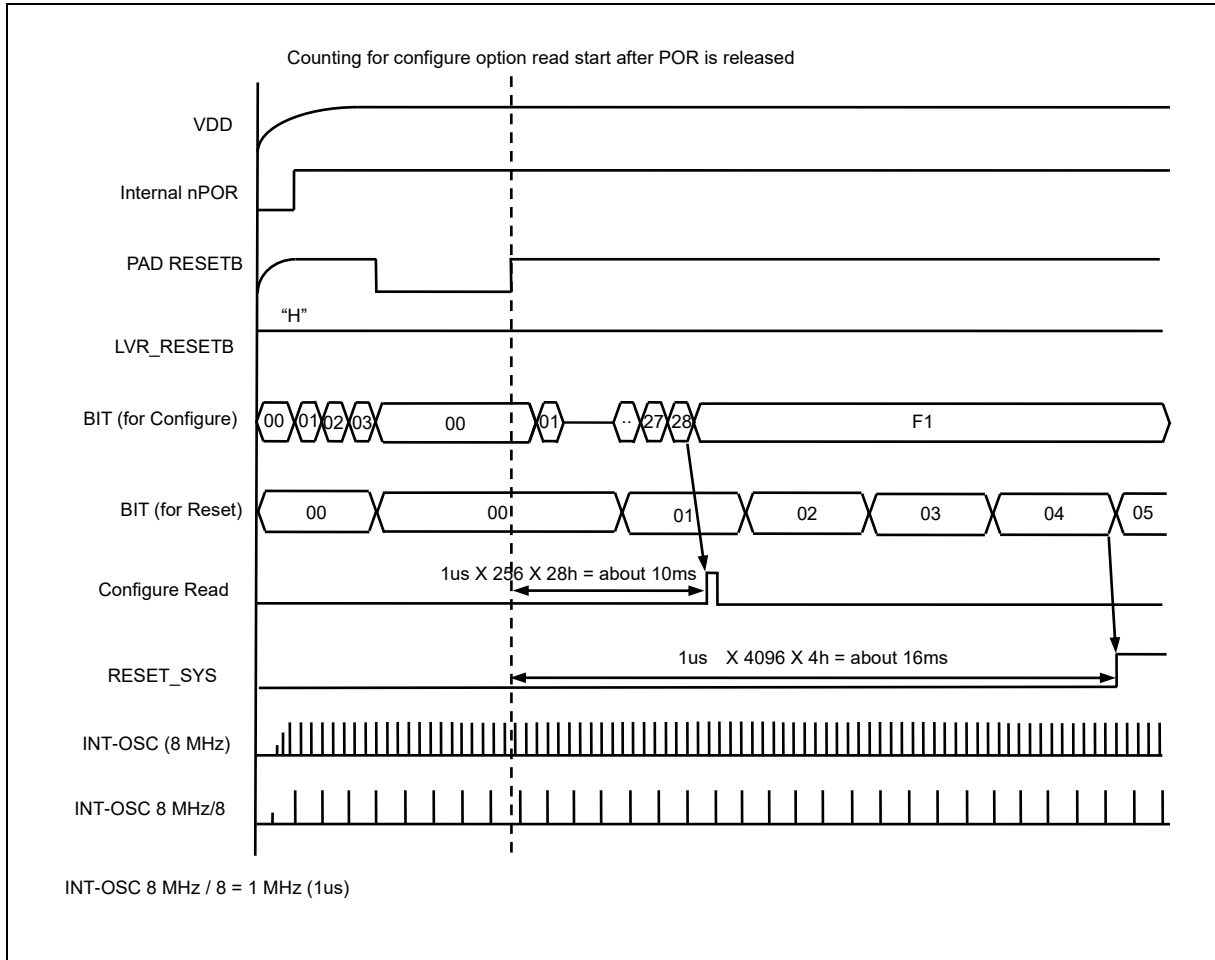 Counting for configure option read start after POR is released
VDD
Internal nPOR
PAD RESETB
“H”
LVR_RESETB
BIT (for Configure) 00 01 02 03 00 01 .. 27 28 F1
BIT (for Reset) 00 00 01 02 03 04 05
1us X 256 X 28h = about 10ms
Configure Read
1us X 4096 X 4h = about 16ms
RESET_SYS
INT-OSC (8 MHz)
INT-OSC 8 MHz/8
INT-OSC 8 MHz / 8 = 1 MHz (1us)